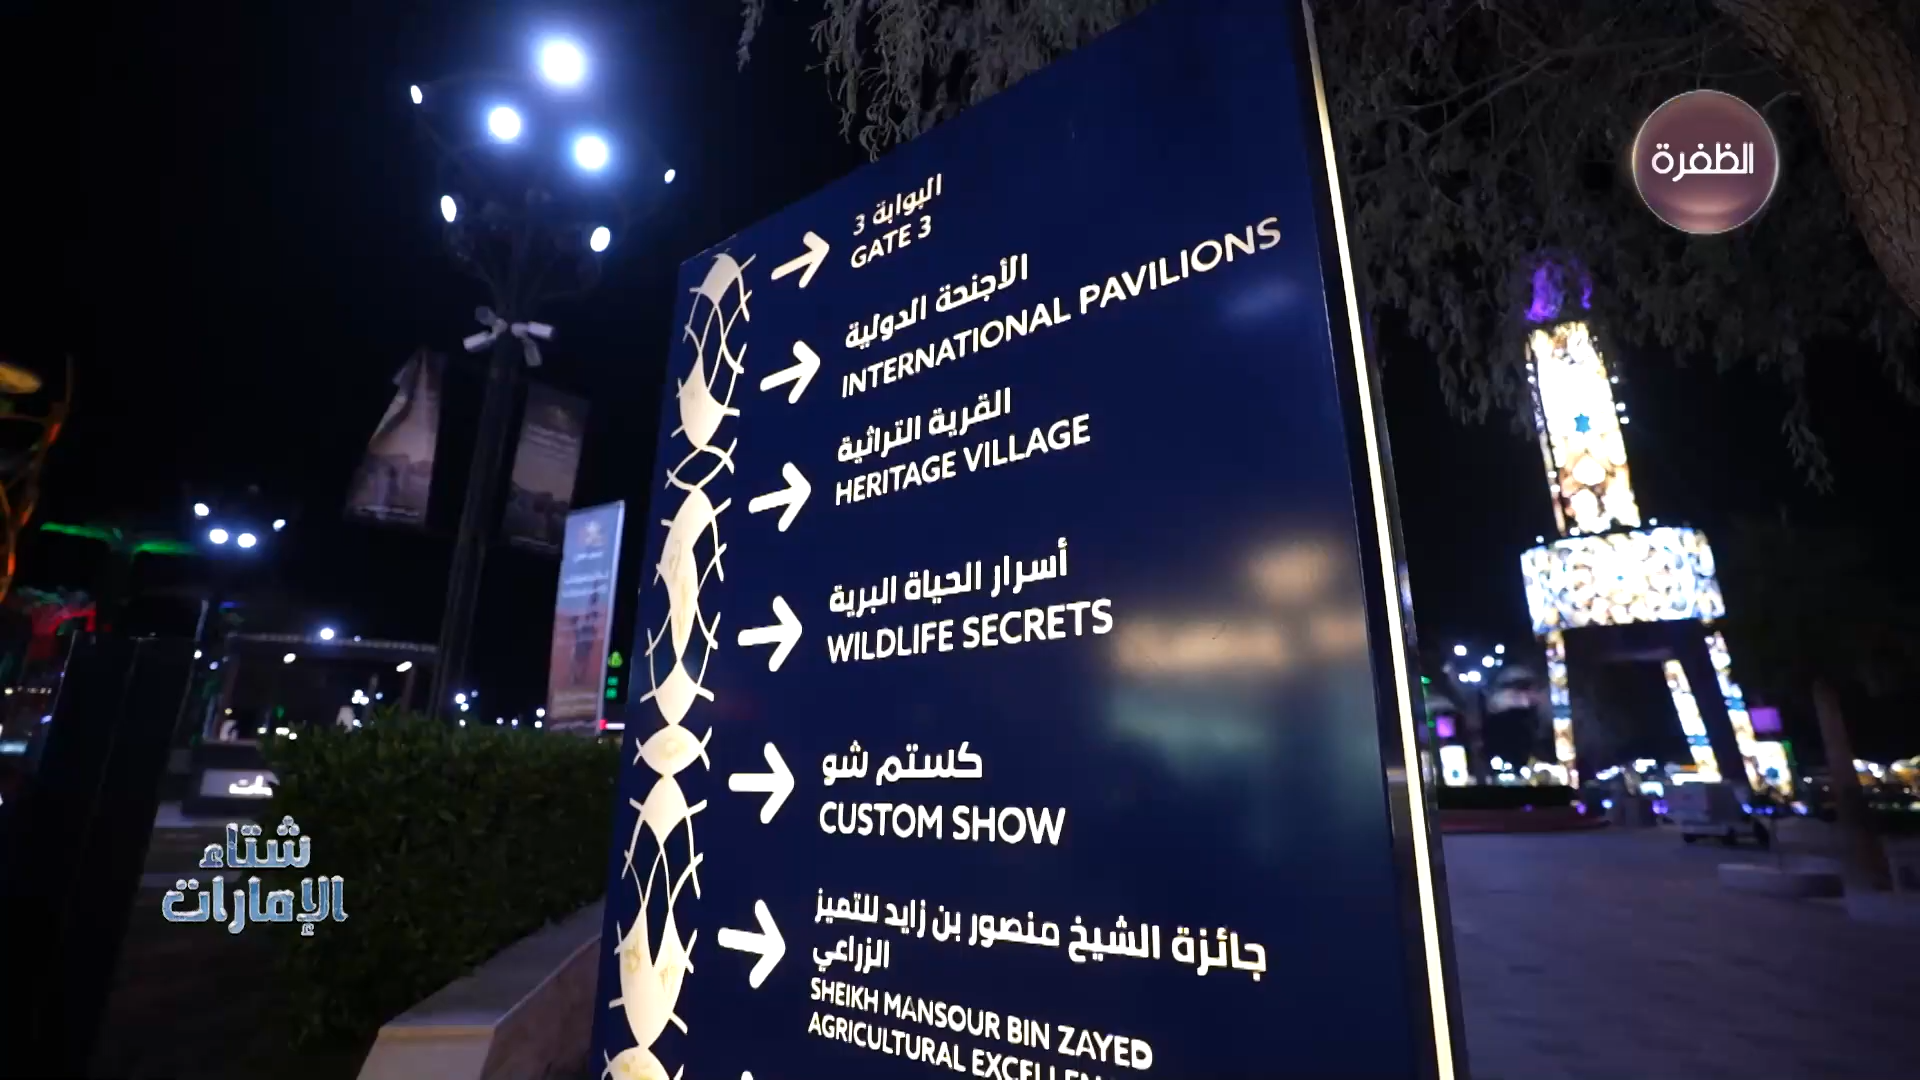 الظفرة
البوابة 3
GATE 3
الأجنحة الدولية
INTERNATIONAL PAVILIONS
القرية التراثية
HERITAGE VILLAGE
أسرار الحياة البرية
WILDLIFE SECRETS
كستم شو
CUSTOM SHOW
جائزة الشيخ منصور بن زايد للتميز
الزراعي
SHEIKH MANSOUR BIN ZAYED
AGRICULTURAL
شتاء
الإمارات